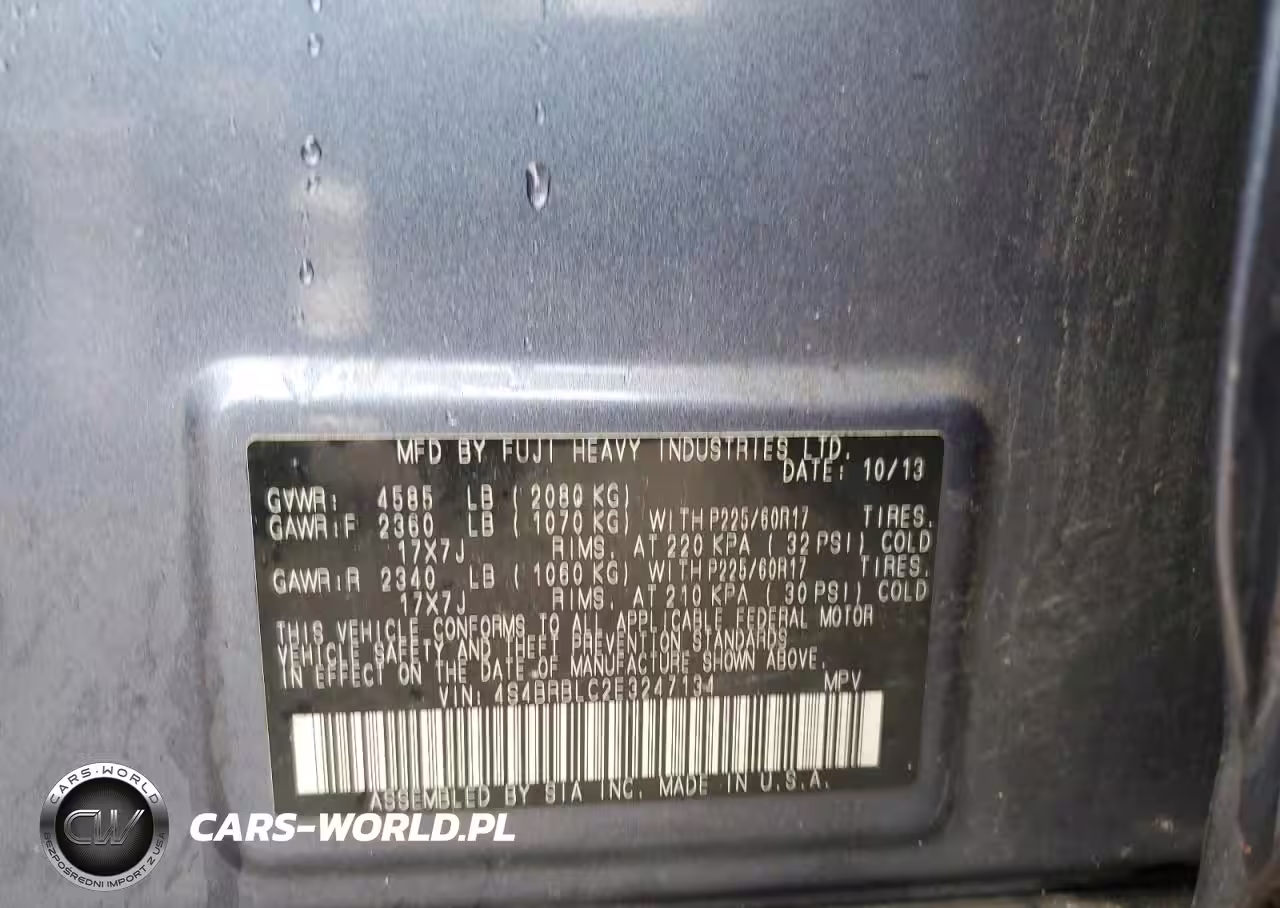 MFD BY FUJI HEAVY INDUSTRIES LTD.
DATE: 10/13
GVWR: 4585 LB ( 2080 KG)
GAWR:F 2360 LB ( 1070 KG) WITH P225/60R17 TIRES.
17X7J RIMS. AT 220 KPA ( 32 PSI) COLD
GAWR:R 2340 LB ( 1060 KG) WITH P225/60R17 TIRES.
17X7J RIMS. AT 210 KPA ( 30 PSI) COLD
THIS VEHICLE CONFORMS TO ALL APPLICABLE FEDERAL MOTOR
VEHICLE SAFETY AND THEFT PREVENTION STANDARDS
IN EFFECT ON THE DATE OF MANUFACTURE SHOWN ABOVE.
VIN: 4S4BRBLC2E3247134 MPV
ASSEMBLED BY SIA INC. MADE IN U.S.A.
CARS-WORLD
CW
BEZPOŚREDNI IMPORT Z USA
CARS-WORLD.PL